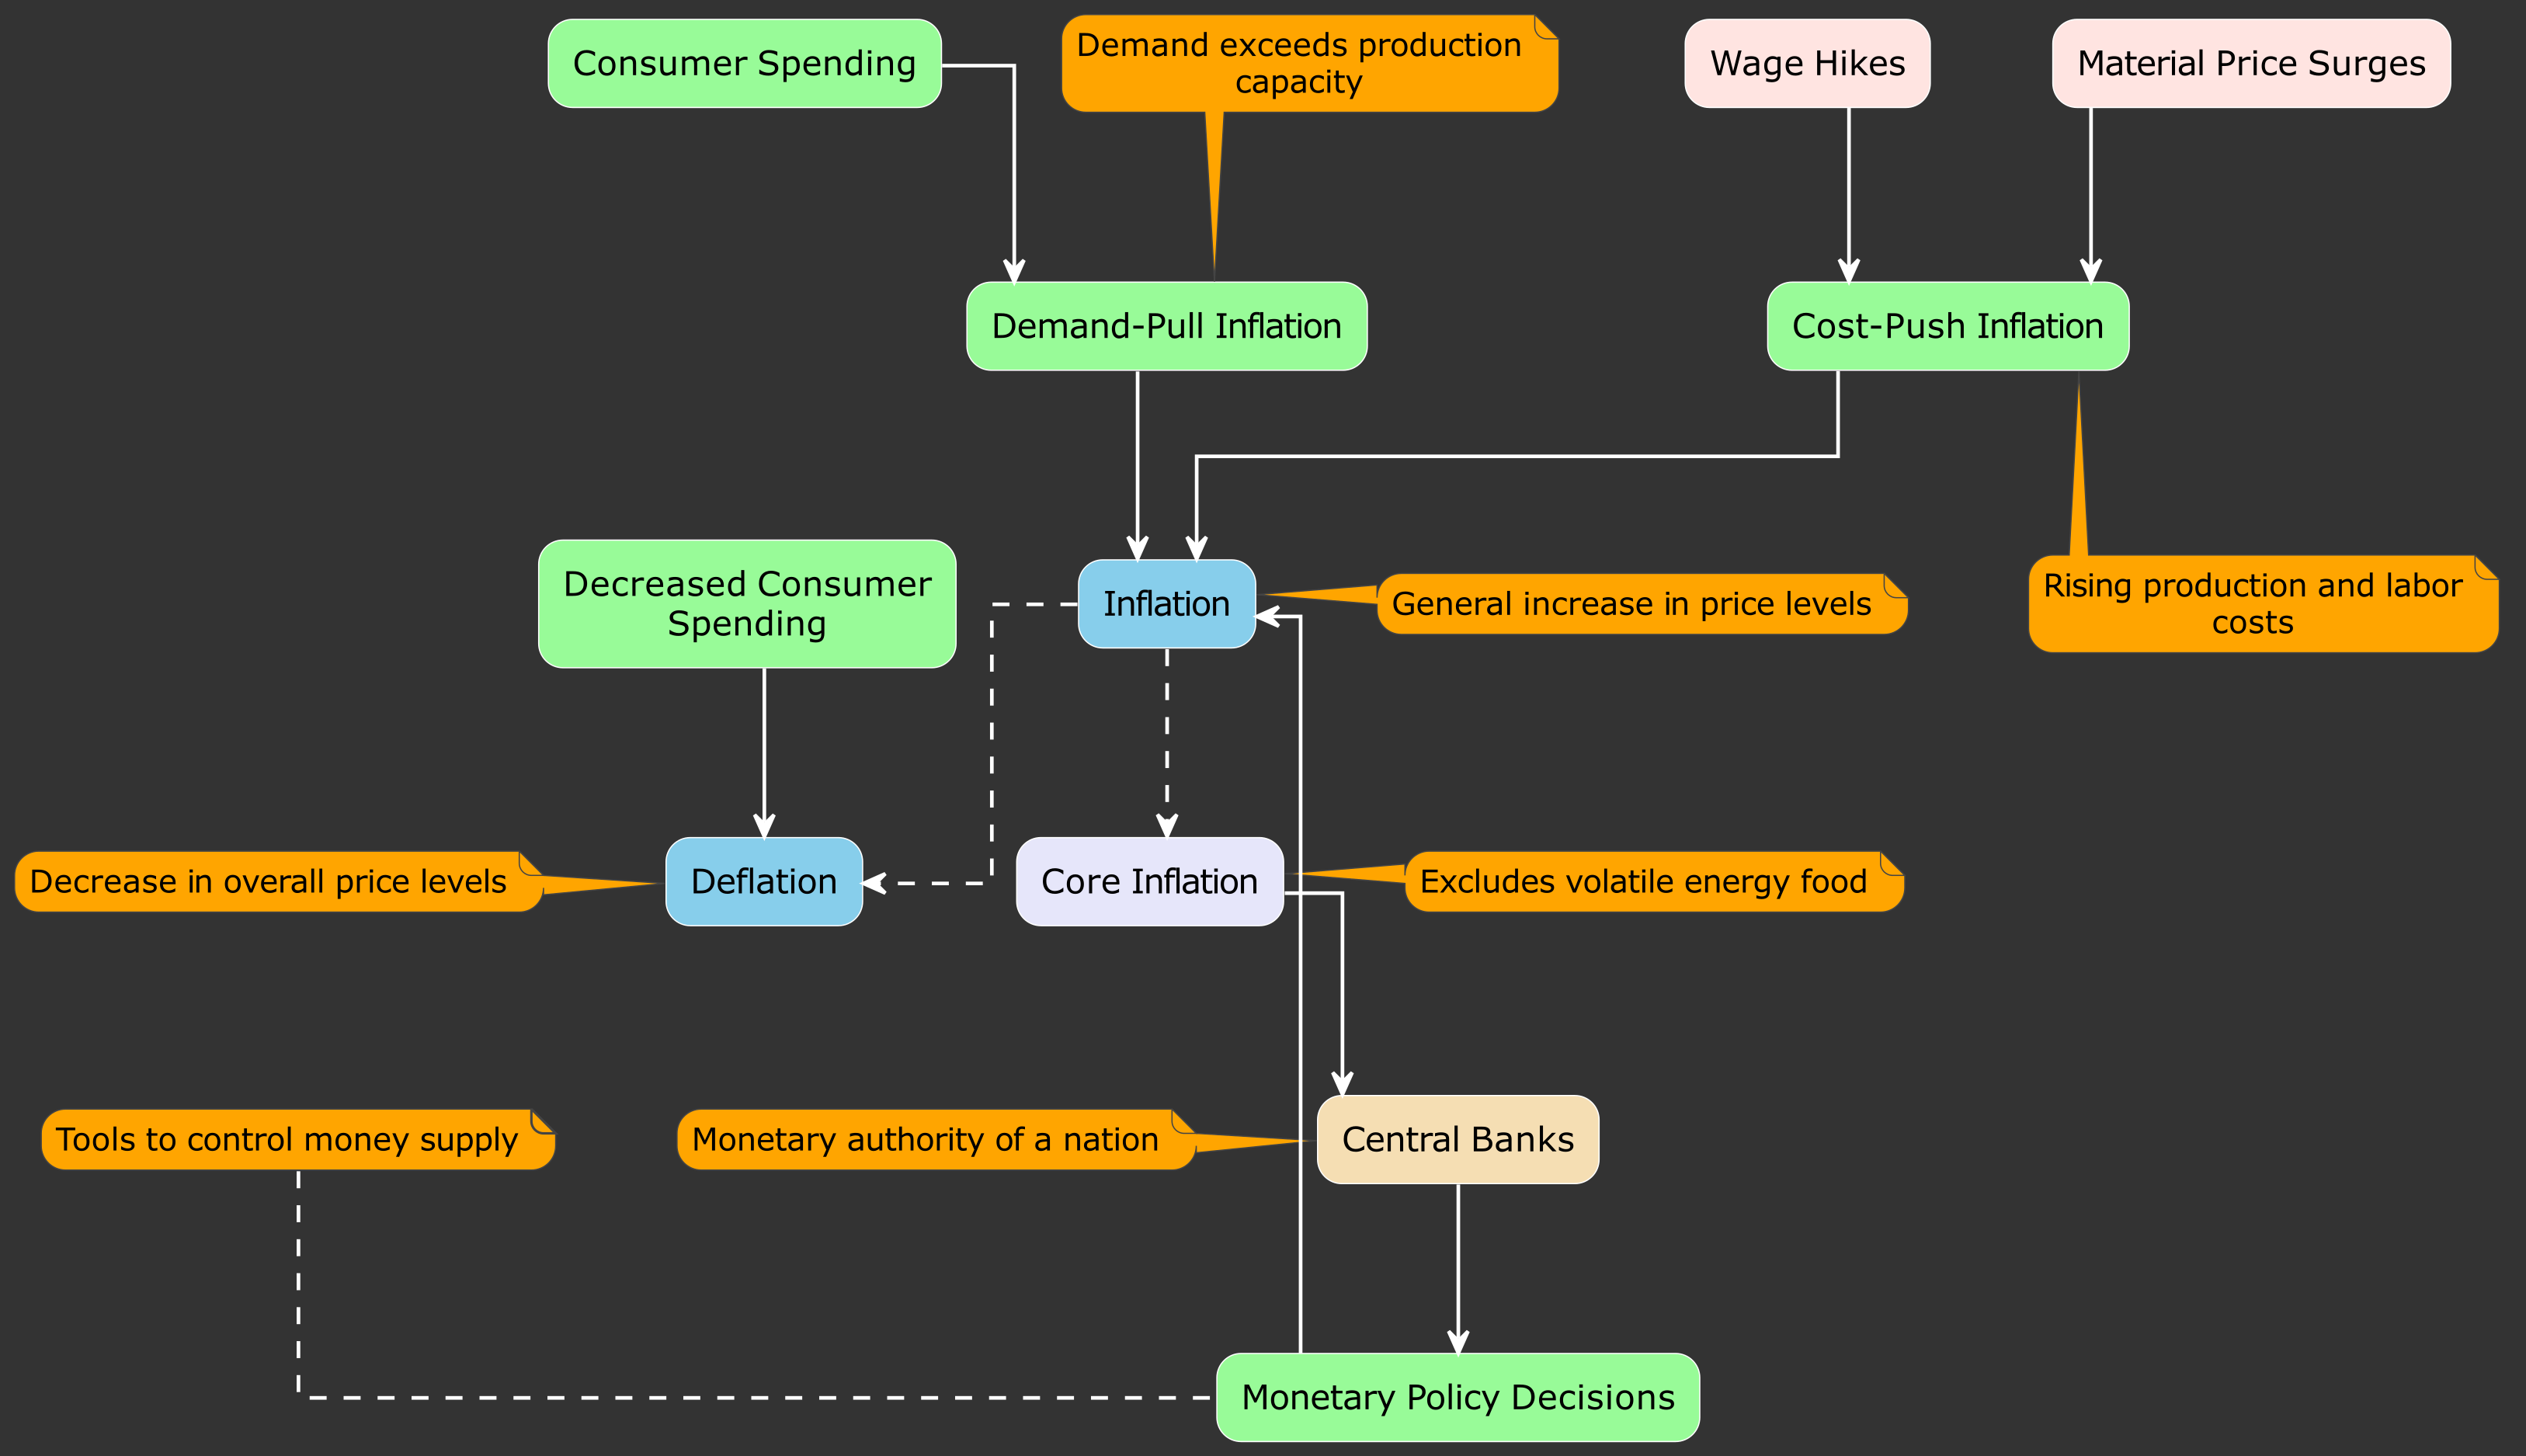 Consumer Spending
Demand exceeds production
capacity
Wage Hikes
Material Price Surges
Demand-Pull Inflation
Cost-Push Inflation
Decreased Consumer
Spending
Inflation
General increase in price levels
Rising production and labor
costs
Decrease in overall price levels
Deflation
Core Inflation
Excludes volatile energy food
Tools to control money supply
Monetary authority of a nation
Central Banks
Monetary Policy Decisions